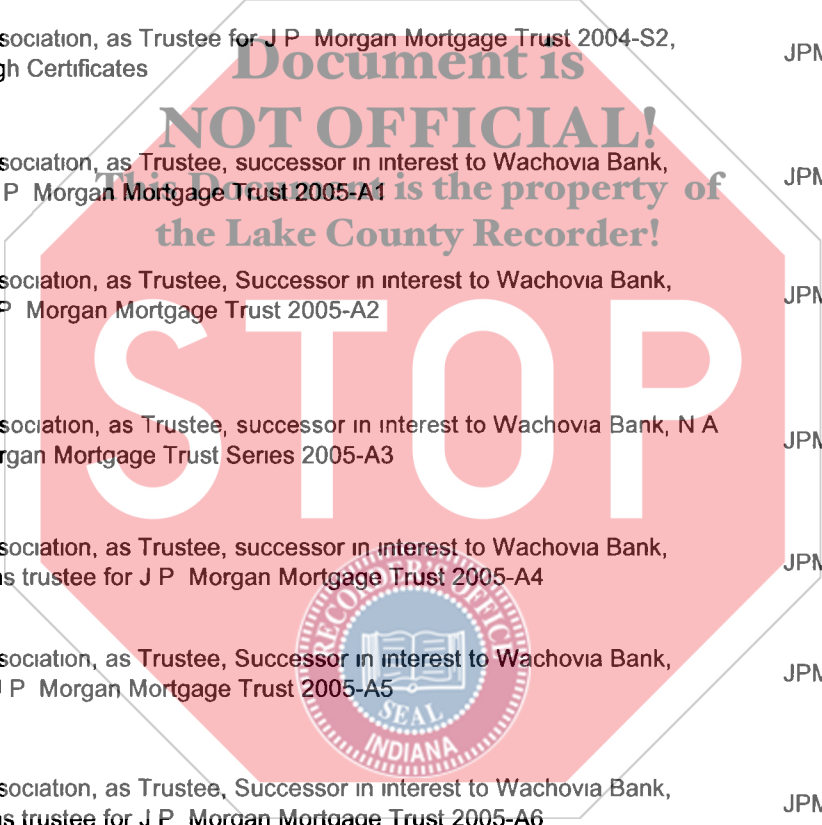 sociation, as Trustee for J P Morgan Mortgage Trust 2004-S2,
gh Certificates
JPM
Document is
NOT OFFICIAL!
sociation, as Trustee, successor in interest to Wachovia Bank,
P Morgan Mortgage Trust 2005-A1
JPM
This Document is the property of
the Lake County Recorder!
sociation, as Trustee, Successor in interest to Wachovia Bank,
P Morgan Mortgage Trust 2005-A2
JPM
STOP
sociation, as Trustee, successor in interest to Wachovia Bank, N A
rgan Mortgage Trust Series 2005-A3
JPM
sociation, as Trustee, successor in interest to Wachovia Bank,
s trustee for J P Morgan Mortgage Trust 2005-A4
JPM
RECORDER'S OFFICE
sociation, as Trustee, Successor in interest to Wachovia Bank,
J P Morgan Mortgage Trust 2005-A5
JPM
SEAL
INDIANA
sociation, as Trustee, Successor in interest to Wachovia Bank,
s trustee for J P Morgan Mortgage Trust 2005-A6
JPM